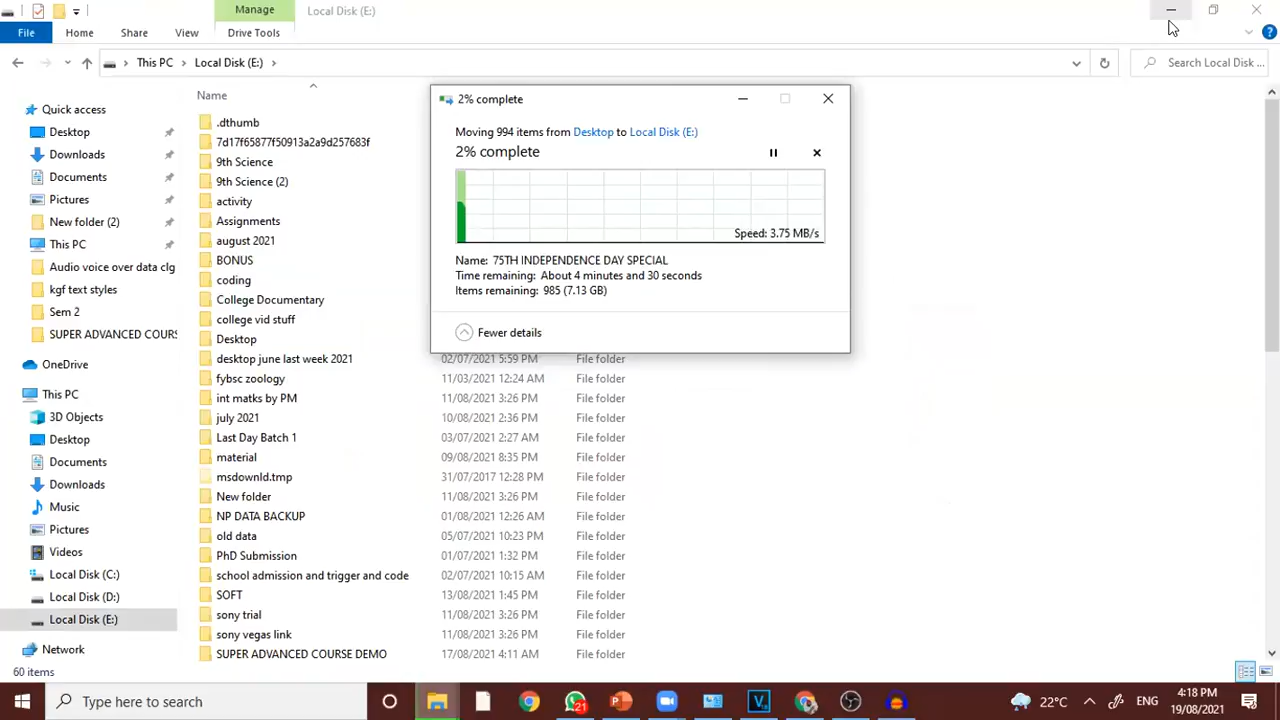 Manage
Local Disk (E:)
File
Home
Share
View
Drive Tools
This PC
Local Disk (E:)
Search Local Disk ...
Name
Quick access
Desktop
Downloads
Documents
Pictures
New folder (2)
This PC
Audio voice over data clg
kgf text styles
Sem 2
SUPER ADVANCED COURS
OneDrive
This PC
3D Objects
Desktop
Documents
Downloads
Music
Pictures
Videos
Local Disk (C:)
Local Disk (D:)
Local Disk (E:)
Network
.dthumb
7d17f65877f50913a2a9d257683f
9th Science
9th Science (2)
activity
Assignments
august 2021
BONUS
coding
College Documentary
college vid stuff
Desktop
desktop june last week 2021 02/07/2021 5:59 PM File folder
fybsc zoology 11/03/2021 12:24 AM File folder
int matks by PM 11/08/2021 3:26 PM File folder
july 2021 10/08/2021 2:36 PM File folder
Last Day Batch 1 03/07/2021 2:27 AM File folder
material 09/08/2021 8:35 PM File folder
msdownld.tmp 31/07/2017 12:28 PM File folder
New folder 11/08/2021 3:26 PM File folder
NP DATA BACKUP 01/08/2021 12:26 AM File folder
old data 05/07/2021 10:23 PM File folder
PhD Submission 01/07/2021 1:32 PM File folder
school admission and trigger and code 02/07/2021 10:15 AM File folder
SOFT 13/08/2021 1:45 PM File folder
sony trial 11/08/2021 3:26 PM File folder
sony vegas link 11/08/2021 3:26 PM File folder
SUPER ADVANCED COURSE DEMO 17/08/2021 4:11 AM File folder
2% complete
Moving 994 items from Desktop to Local Disk (E:)
2% complete
Speed: 3.75 MB/s
Name: 75TH INDEPENDENCE DAY SPECIAL
Time remaining: About 4 minutes and 30 seconds
Items remaining: 985 (7.13 GB)
Fewer details
60 items
Type here to search
21
22°C
ENG
4:18 PM
19/08/2021